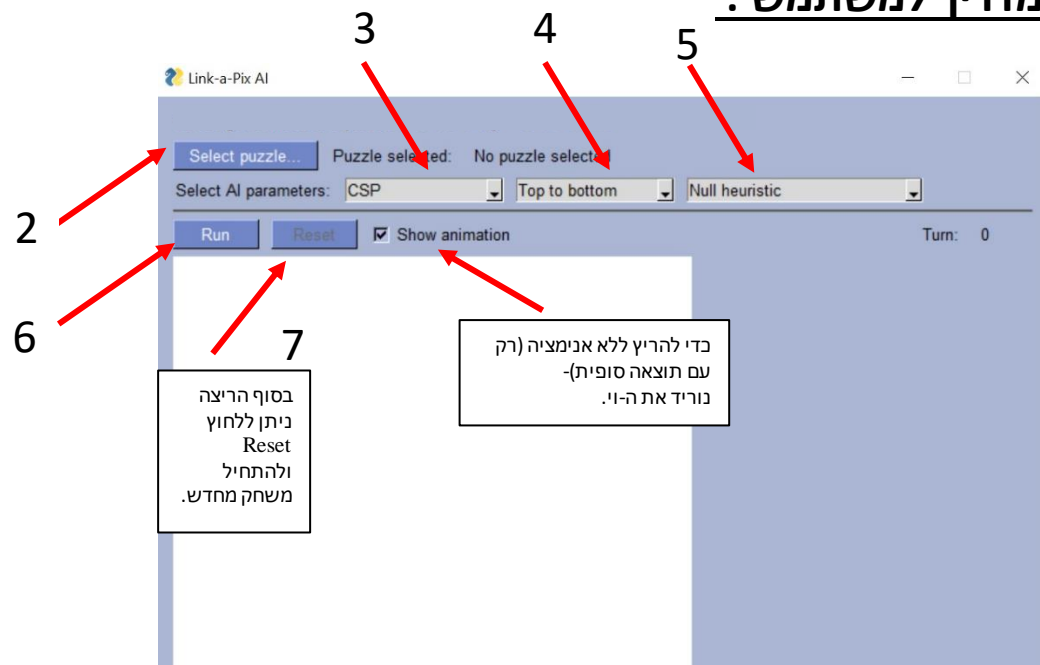 מדריך למשתמש :
3
4
5
Link-a-Pix AI
2
Select puzzle... Puzzle selected: No puzzle selected
Select AI parameters: CSP Top to bottom Null heuristic
6
Run Reset Show animation Turn: 0
7
כדי להריץ ללא אנימציה (רק
עם תוצאה סופית)-
נוריד את ה-וי.
בסוף הריצה
ניתן ללחוץ
Reset
ולהתחיל
משחק מחדש.